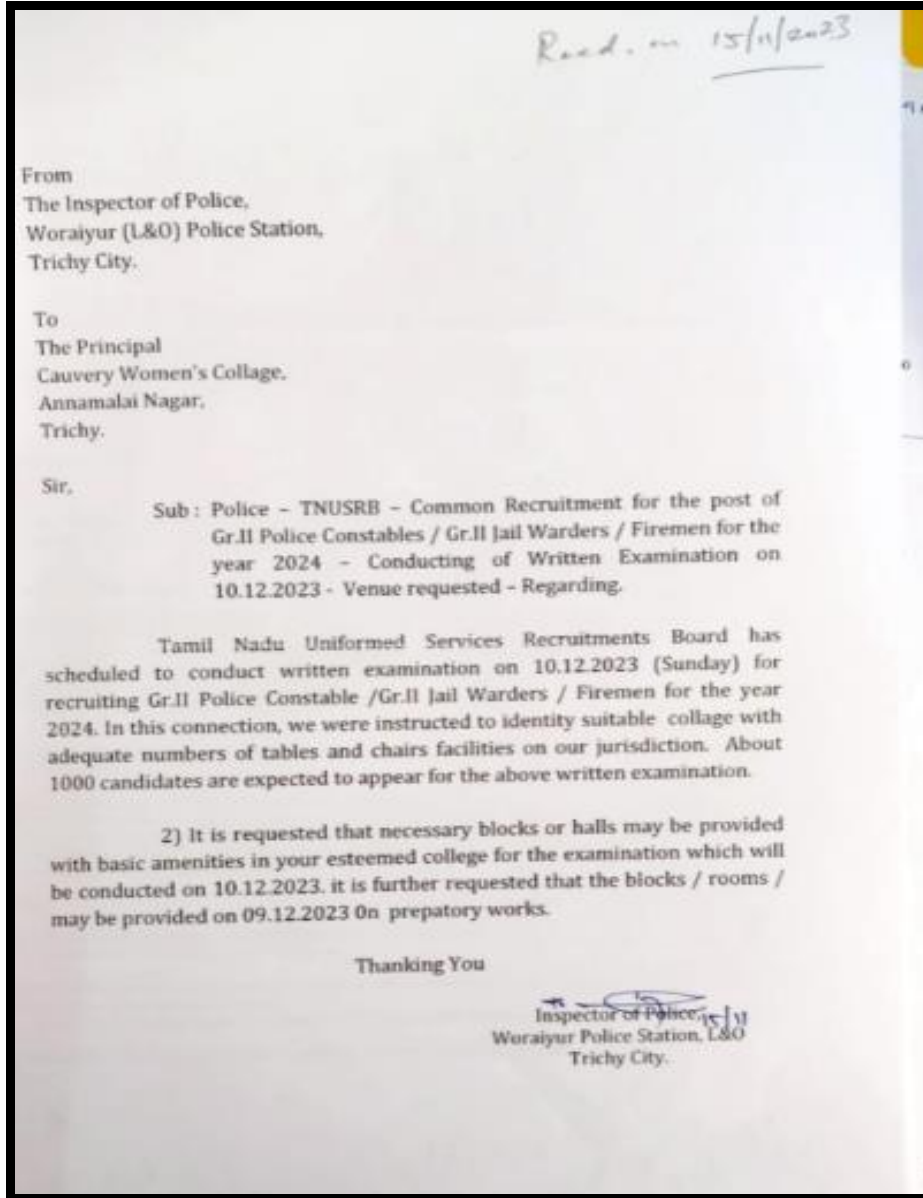 Recd. on 15/11/2023
From
The Inspector of Police,
Woraiyur (L&O) Police Station,
Trichy City.
To
The Principal
Cauvery Women's Collage,
Annamalai Nagar,
Trichy.
Sir,
Sub : Police – TNUSRB – Common Recruitment for the post of
Gr.II Police Constables / Gr.II Jail Warders / Firemen for the
year 2024 – Conducting of Written Examination on
10.12.2023 - Venue requested – Regarding.
Tamil Nadu Uniformed Services Recruitments Board has
scheduled to conduct written examination on 10.12.2023 (Sunday) for
recruiting Gr.II Police Constable /Gr.II Jail Warders / Firemen for the year
2024. In this connection, we were instructed to identity suitable collage with
adequate numbers of tables and chairs facilities on our jurisdiction. About
1000 candidates are expected to appear for the above written examination.
2) It is requested that necessary blocks or halls may be provided
with basic amenities in your esteemed college for the examination which will
be conducted on 10.12.2023. it is further requested that the blocks / rooms /
may be provided on 09.12.2023 0n prepatory works.
Thanking You
Inspector of Police, 15/11
Woraiyur Police Station, L&O
Trichy City.